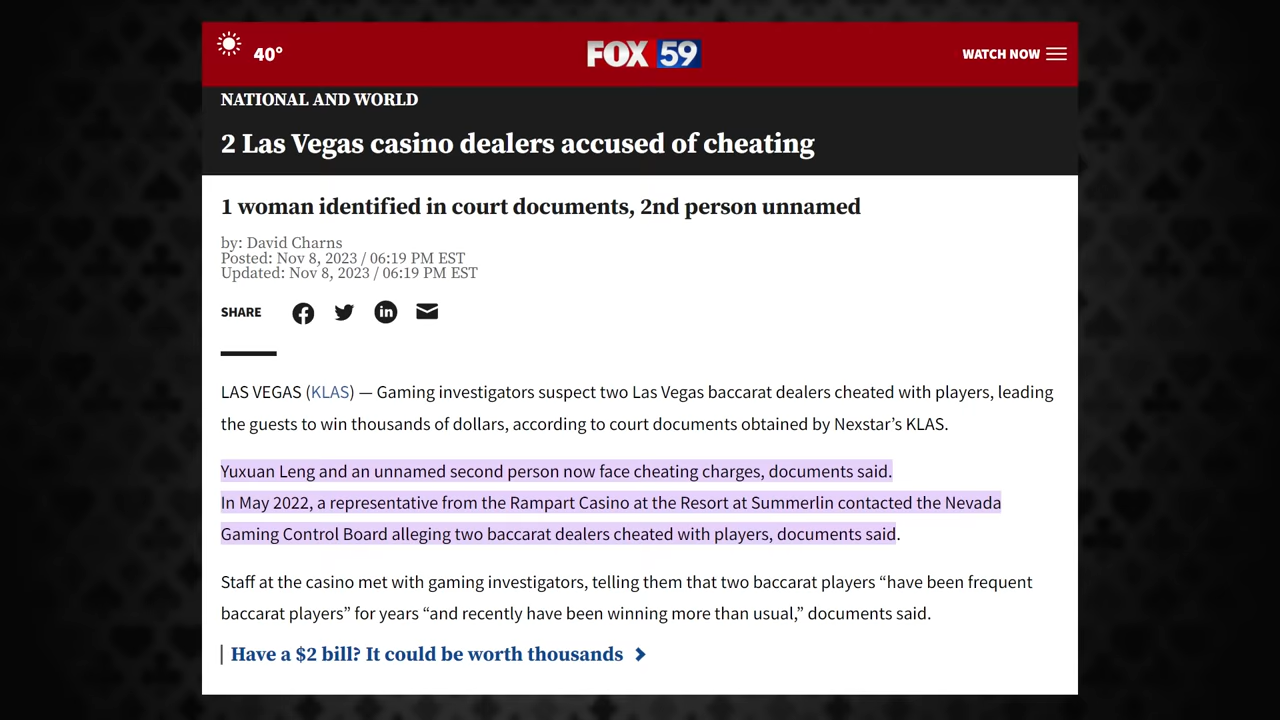 40°
FOX 59
WATCH NOW
NATIONAL AND WORLD
2 Las Vegas casino dealers accused of cheating
1 woman identified in court documents, 2nd person unnamed
by: David Charns
Posted: Nov 8, 2023 / 06:19 PM EST
Updated: Nov 8, 2023 / 06:19 PM EST
SHARE
LAS VEGAS (KLAS) — Gaming investigators suspect two Las Vegas baccarat dealers cheated with players, leading
the guests to win thousands of dollars, according to court documents obtained by Nexstar’s KLAS.
Yuxuan Leng and an unnamed second person now face cheating charges, documents said.
In May 2022, a representative from the Rampart Casino at the Resort at Summerlin contacted the Nevada
Gaming Control Board alleging two baccarat dealers cheated with players, documents said.
Staff at the casino met with gaming investigators, telling them that two baccarat players “have been frequent
baccarat players” for years “and recently have been winning more than usual,” documents said.
Have a $2 bill? It could be worth thousands